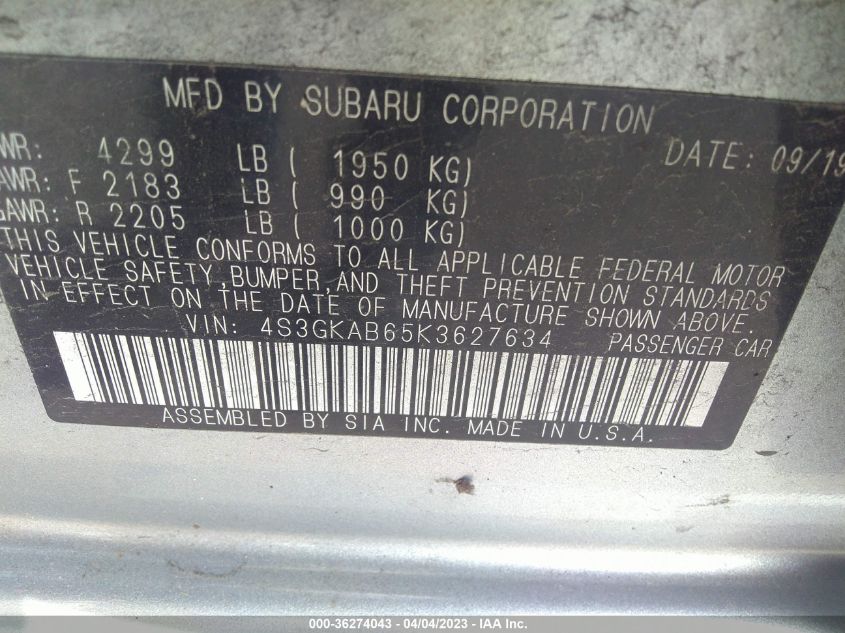 MFD BY SUBARU CORPORATION
DATE: 09/19
WR: 4299 LB ( 1950 KG)
AWR: F 2183 LB ( 990 KG)
GAWR: R 2205 LB ( 1000 KG)
THIS VEHICLE CONFORMS TO ALL APPLICABLE FEDERAL MOTOR
VEHICLE SAFETY, BUMPER, AND THEFT PREVENTION STANDARDS
IN EFFECT ON THE DATE OF MANUFACTURE SHOWN ABOVE.
VIN: 4S3GKAB65K3627634 PASSENGER CAR
ASSEMBLED BY SIA INC. MADE IN U.S.A.
000-36274043 - 04/04/2023 - IAA Inc.